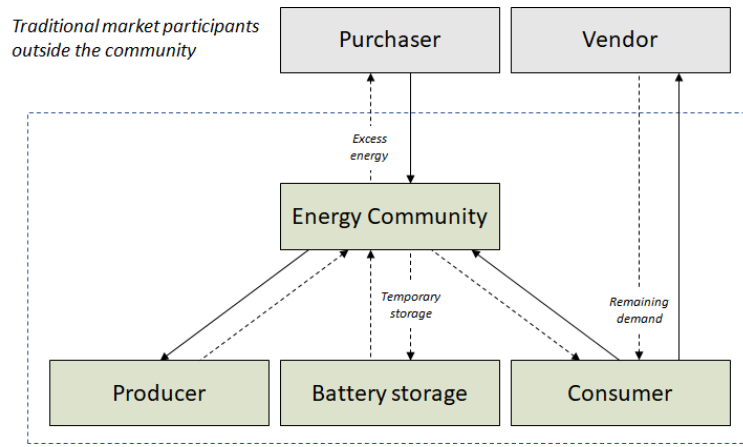 Traditional market participants
outside the community
Purchaser
Vendor
Excess
energy
Energy Community
Temporary
storage
Remaining
demand
Producer
Battery storage
Consumer